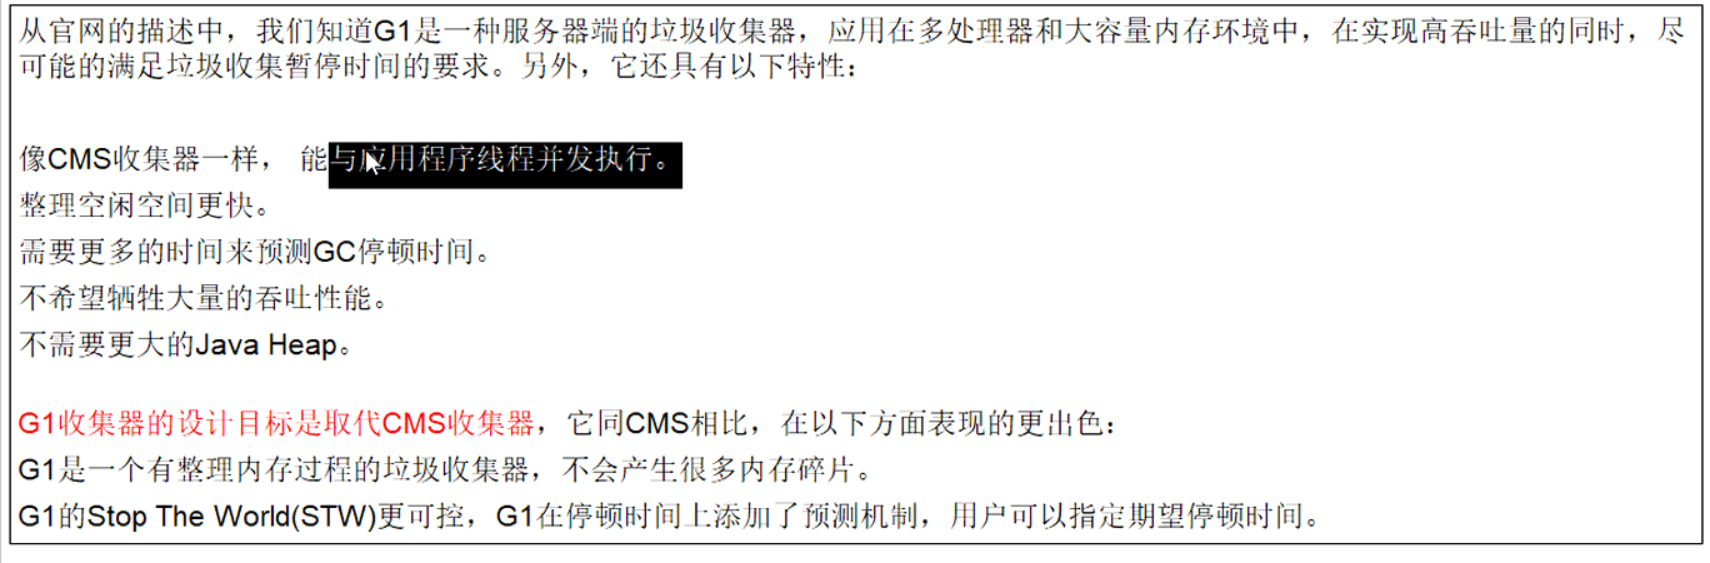 从官网的描述中，我们知道G1是一种服务器端的垃圾收集器，应用在多处理器和大容量内存环境中，在实现高吞吐量的同时，尽
可能的满足垃圾收集暂停时间的要求。另外，它还具有以下特性：
像CMS收集器一样， 能与应用程序线程并发执行。
整理空闲空间更快。
需要更多的时间来预测GC停顿时间。
不希望牺牲大量的吞吐性能。
不需要更大的Java Heap。
G1收集器的设计目标是取代CMS收集器，它同CMS相比，在以下方面表现的更出色：
G1是一个有整理内存过程的垃圾收集器，不会产生很多内存碎片。
G1的Stop The World(STW)更可控，G1在停顿时间上添加了预测机制，用户可以指定期望停顿时间。